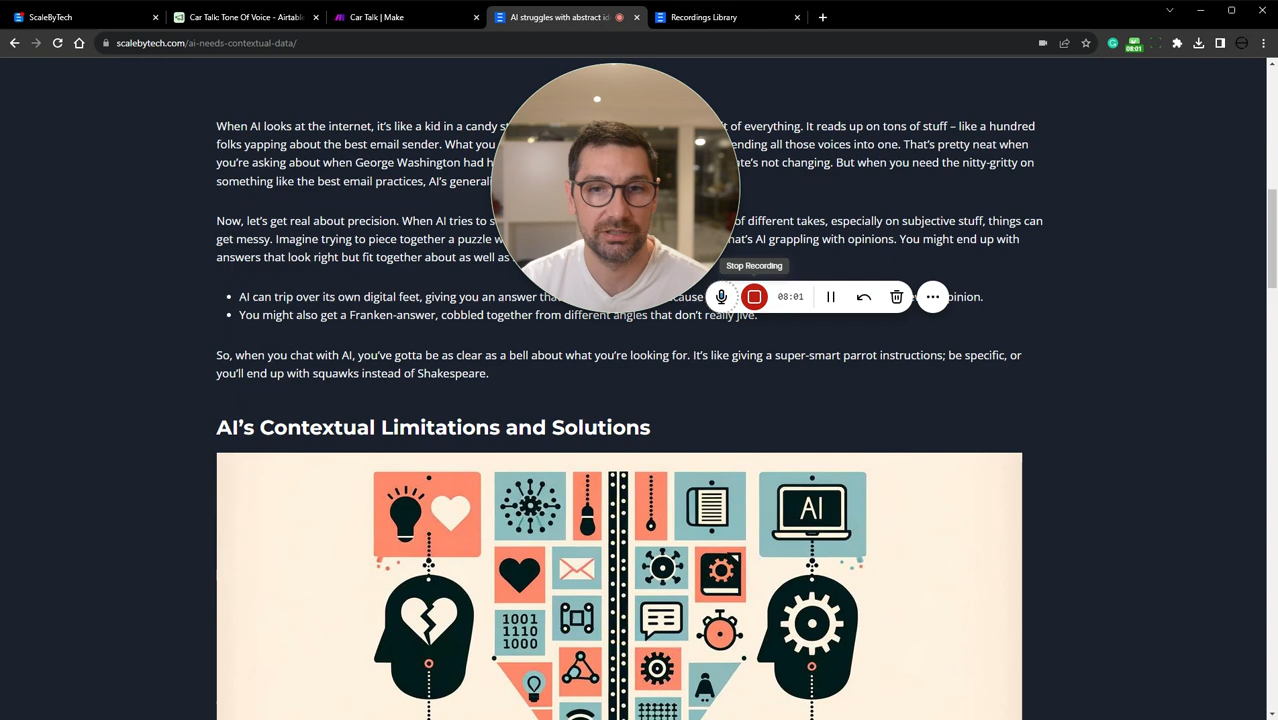 ScaleByTech
Car Talk: Tone Of Voice - Airtabl
Car Talk | Make
AI struggles with abstract id
Recordings Library
scalebytech.com/ai-needs-contextual-data/
08:01
When AI looks at the internet, it's like a kid in a candy st of everything. It reads up on tons of stuff – like a hundred
folks yapping about the best email sender. What you ending all those voices into one. That's pretty neat when
you're asking about when George Washington had h ate's not changing. But when you need the nitty-gritty on
something like the best email practices, AI's generali
Now, let's get real about precision. When AI tries to s of different takes, especially on subjective stuff, things can
get messy. Imagine trying to piece together a puzzle w hat's AI grappling with opinions. You might end up with
answers that look right but fit together about as well as
Stop Recording
AI can trip over its own digital feet, giving you an answer tha ecause pinion.
08:01
You might also get a Franken-answer, cobbled together from different angles that don't really jive.
So, when you chat with AI, you've gotta be as clear as a bell about what you're looking for. It's like giving a super-smart parrot instructions; be specific, or
you'll end up with squawks instead of Shakespeare.
AI's Contextual Limitations and Solutions
AI
1001
1110
1000